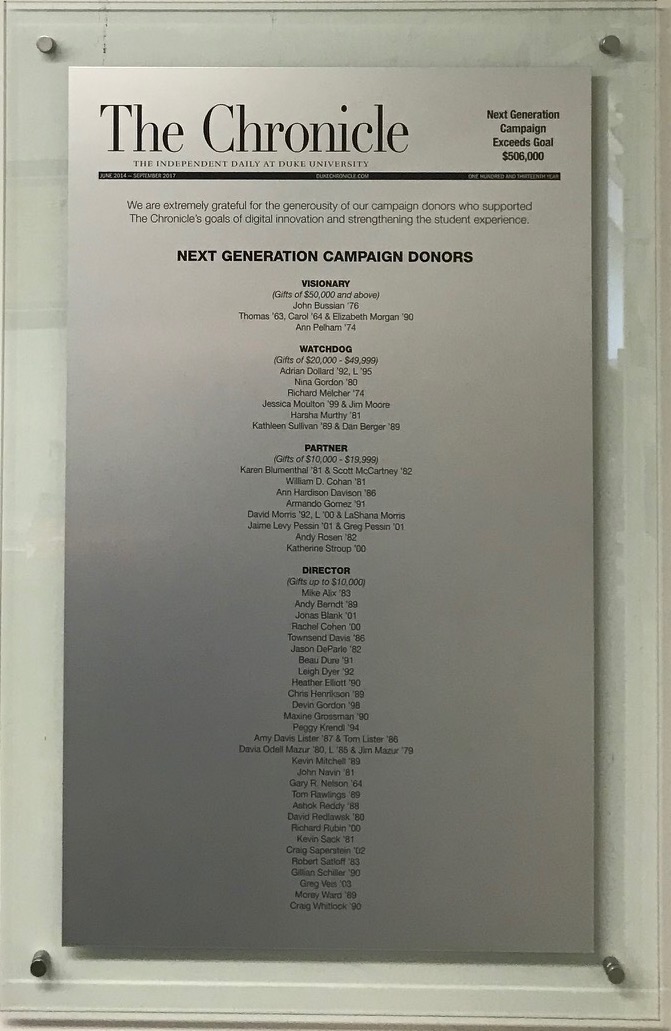 The Chronicle
THE INDEPENDENT DAILY AT DUKE UNIVERSITY
Next Generation
Campaign
Exceeds Goal
$506,000
JUNE 2014 – SEPTEMBER 2017 DUKECHRONICLE.COM ONE HUNDRED AND THIRTEENTH YEAR
We are extremely grateful for the generousity of our campaign donors who supported
The Chronicle's goals of digital innovation and strengthening the student experience.
NEXT GENERATION CAMPAIGN DONORS
VISIONARY
(Gifts of $50,000 and above)
John Bussian '76
Thomas '63, Carol '64 & Elizabeth Morgan '90
Ann Pelham '74
WATCHDOG
(Gifts of $20,000 - $49,999)
Adrian Dollard '92, L '95
Nina Gordon '80
Richard Melcher '74
Jessica Moulton '99 & Jim Moore
Harsha Murthy '81
Kathleen Sullivan '89 & Dan Berger '89
PARTNER
(Gifts of $10,000 - $19,999)
Karen Blumenthal '81 & Scott McCartney '82
William D. Cohan '81
Ann Hardison Davison '86
Armando Gomez '91
David Morris '92, L '00 & LaShana Morris
Jaime Levy Pessin '01 & Greg Pessin '01
Andy Rosen '82
Katherine Stroup '00
DIRECTOR
(Gifts up to $10,000)
Mike Alix '83
Andy Berndt '89
Jonas Blank '01
Rachel Cohen '00
Townsend Davis '86
Jason DeParle '82
Beau Dure '91
Leigh Dyer '92
Heather Elliott '90
Chris Henrikson '89
Devin Gordon '98
Maxine Grossman '90
Peggy Krendl '94
Amy Davis Lister '87 & Tom Lister '86
Davia Odell Mazur '80, L '85 & Jim Mazur '79
Kevin Mitchell '89
John Navin '81
Gary R. Nelson '64
Tom Rawlings '89
Ashok Reddy '88
David Redlawsk '80
Richard Rubin '00
Kevin Sack '81
Craig Saperstein '02
Robert Satloff '83
Gillian Schiller '90
Greg Veis '03
Morey Ward '89
Craig Whitlock '90